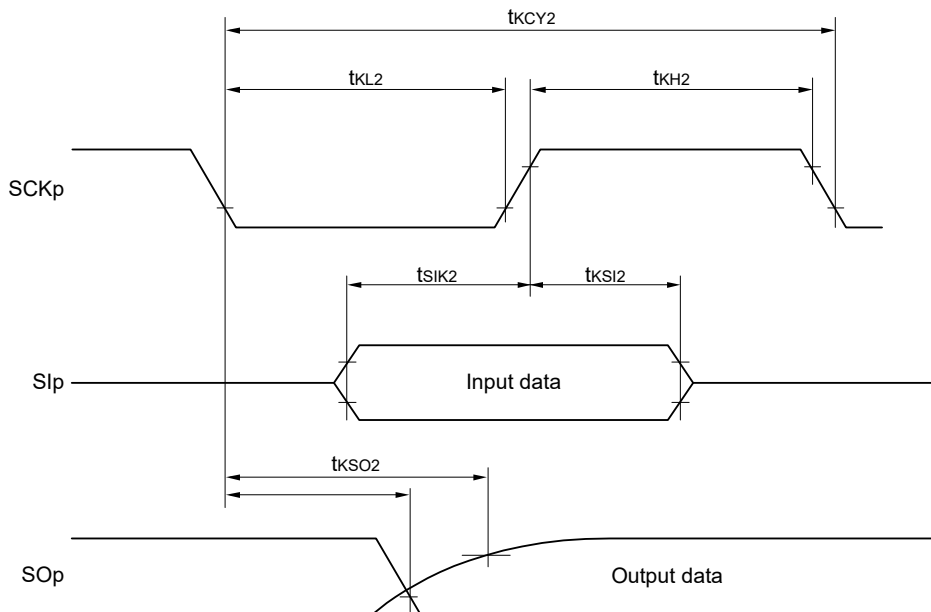 tKCY2
tKL2
tKH2
SCKp
tSIK2
tKSI2
SIp
Input data
tKSO2
SOp
Output data